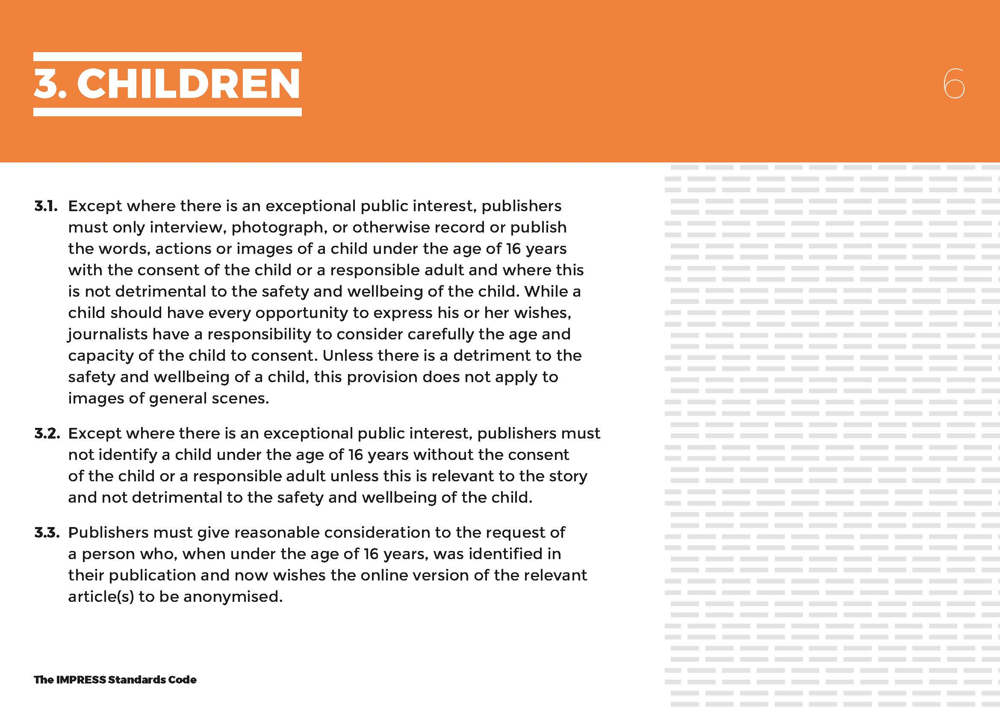 3. CHILDREN
6
3.1. Except where there is an exceptional public interest, publishers
must only interview, photograph, or otherwise record or publish
the words, actions or images of a child under the age of 16 years
with the consent of the child or a responsible adult and where this
is not detrimental to the safety and wellbeing of the child. While a
child should have every opportunity to express his or her wishes,
journalists have a responsibility to consider carefully the age and
capacity of the child to consent. Unless there is a detriment to the
safety and wellbeing of a child, this provision does not apply to
images of general scenes.
3.2. Except where there is an exceptional public interest, publishers must
not identify a child under the age of 16 years without the consent
of the child or a responsible adult unless this is relevant to the story
and not detrimental to the safety and wellbeing of the child.
3.3. Publishers must give reasonable consideration to the request of
a person who, when under the age of 16 years, was identified in
their publication and now wishes the online version of the relevant
article(s) to be anonymised.
The IMPRESS Standards Code